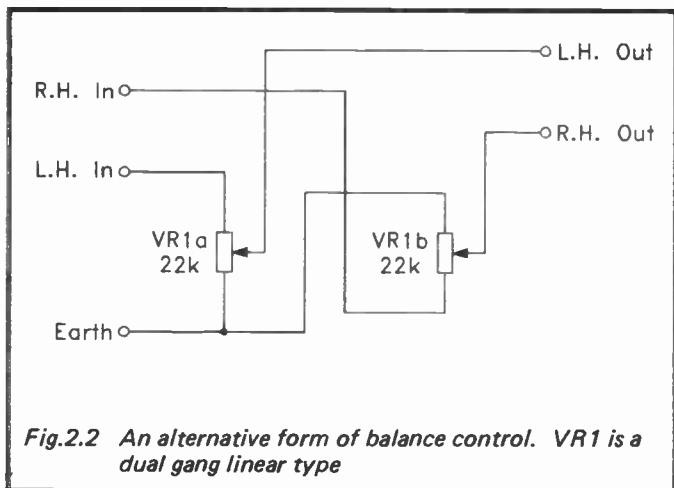 L.H. Out
R.H. In
R.H. Out
L.H. In
VR1a
22k
VR1b
22k
Earth
Fig.2.2 An alternative form of balance control. VR1 is a
dual gang linear type